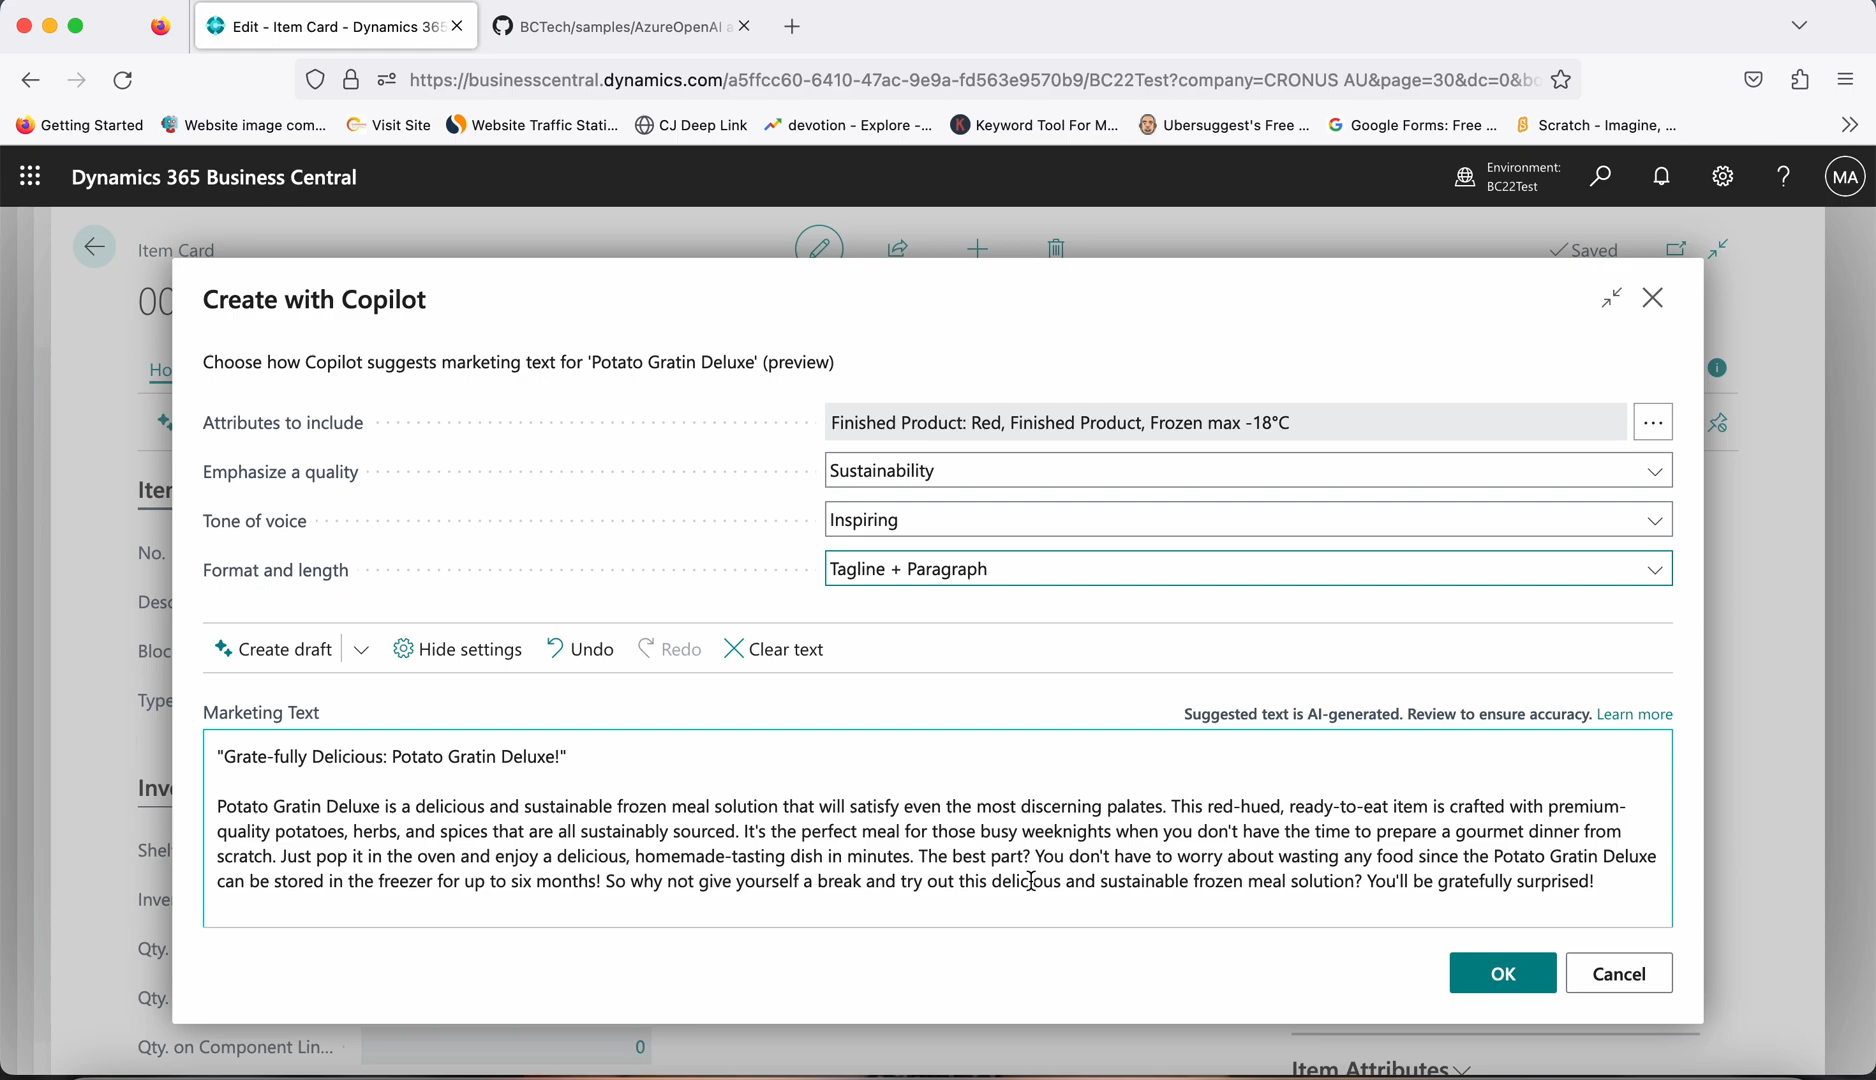 Edit - Item Card - Dynamics 365
BCTech/samples/AzureOpenAI a
https://businesscentral.dynamics.com/a5ffcc60-6410-47ac-9e9a-fd563e9570b9/BC22Test?company=CRONUS AU&page=30&dc=0&bo
Getting Started
Website image com...
Visit Site
Website Traffic Stati...
CJ Deep Link
devotion - Explore -...
Keyword Tool For M...
Ubersuggest's Free ...
Google Forms: Free ...
Scratch - Imagine, ...
Dynamics 365 Business Central
Environment:
BC22Test
MA
Item Card
Saved
Create with Copilot
Choose how Copilot suggests marketing text for 'Potato Gratin Deluxe' (preview)
Attributes to include
Finished Product: Red, Finished Product, Frozen max -18°C
Emphasize a quality
Sustainability
Tone of voice
Inspiring
Format and length
Tagline + Paragraph
Create draft
Hide settings
Undo
Redo
Clear text
Marketing Text
Suggested text is AI-generated. Review to ensure accuracy. Learn more
"Grate-fully Delicious: Potato Gratin Deluxe!"
Potato Gratin Deluxe is a delicious and sustainable frozen meal solution that will satisfy even the most discerning palates. This red-hued, ready-to-eat item is crafted with premium-
quality potatoes, herbs, and spices that are all sustainably sourced. It's the perfect meal for those busy weeknights when you don't have the time to prepare a gourmet dinner from
scratch. Just pop it in the oven and enjoy a delicious, homemade-tasting dish in minutes. The best part? You don't have to worry about wasting any food since the Potato Gratin Deluxe
can be stored in the freezer for up to six months! So why not give yourself a break and try out this delicious and sustainable frozen meal solution? You'll be gratefully surprised!
OK
Cancel
No.
Type
Qty.
Qty.
Qty. on Component Lin...
0
Item Attributes